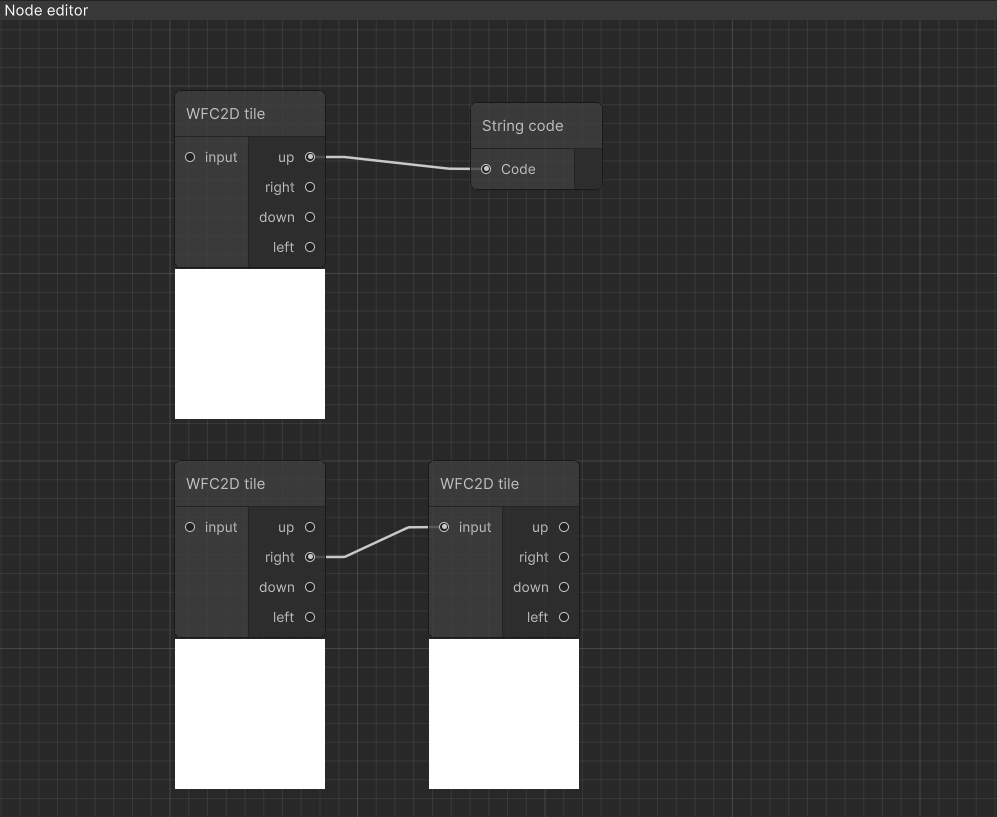 Node editor
WFC2D tile
input up
right
down
left
String code
Code
WFC2D tile
input up
right
down
left
WFC2D tile
input up
right
down
left